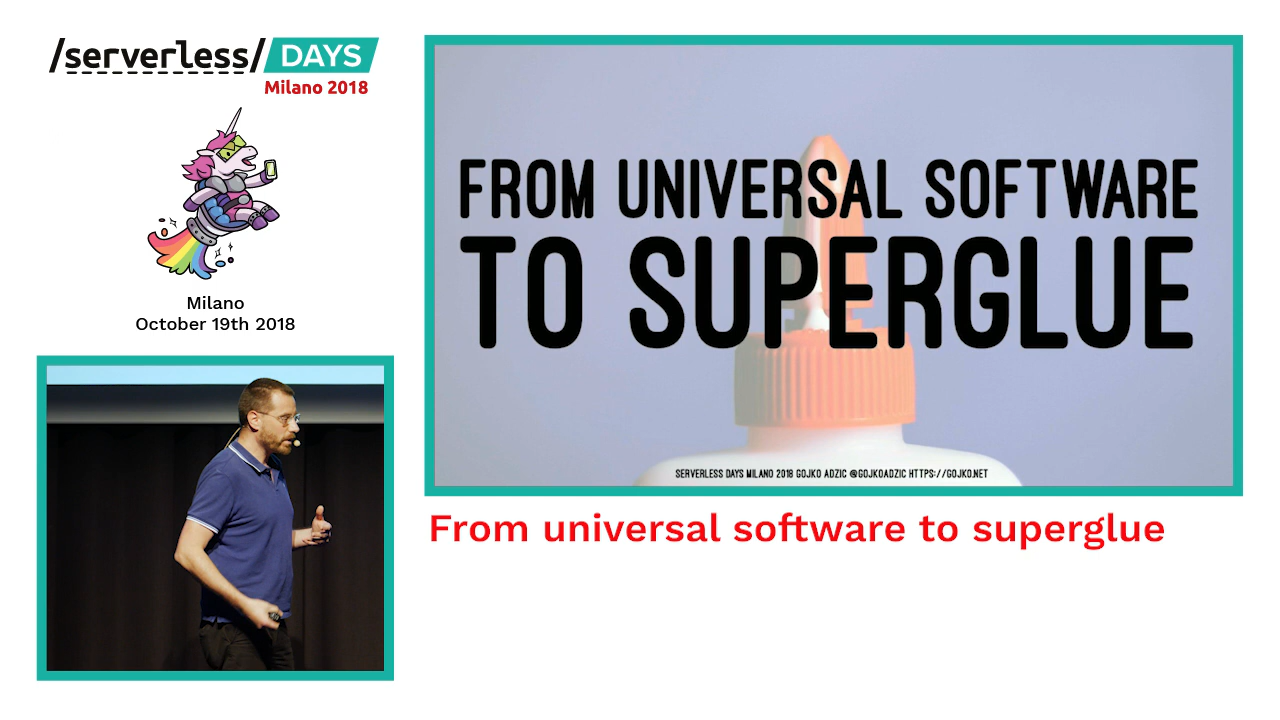 /serverless/ DAYS
Milano 2018
Milano
October 19th 2018
FROM UNIVERSAL SOFTWARE
TO SUPERGLUE
SERVERLESS DAYS MILANO 2018 GOJKO ADZIC @GOJKOADZIC HTTPS://GOJKO.NET
From universal software to superglue